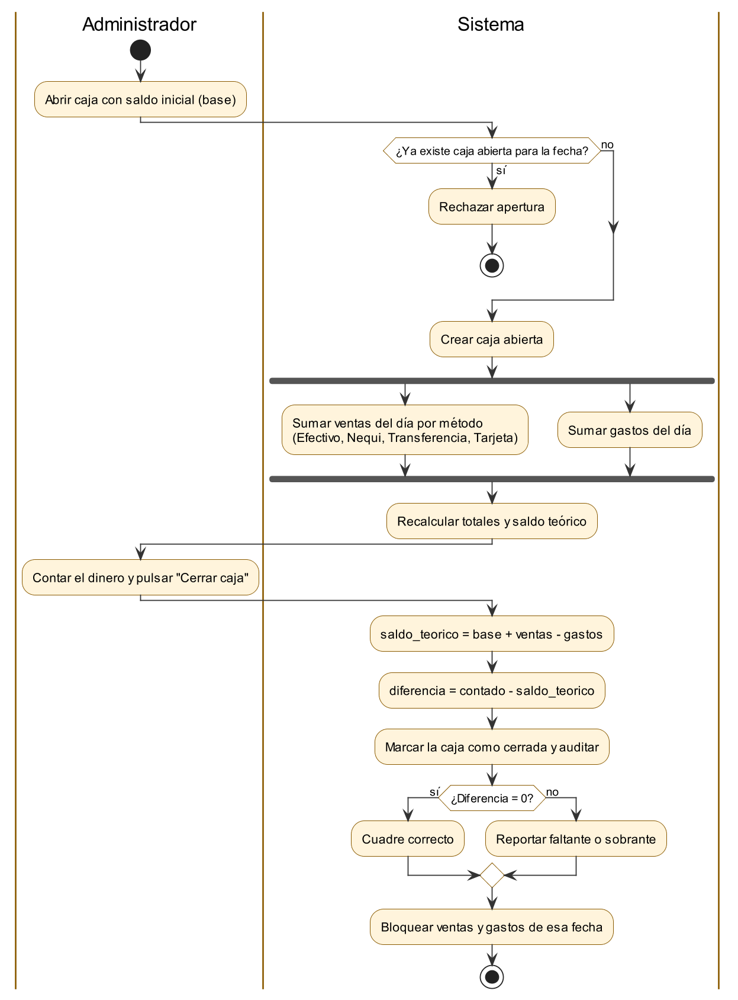 Administrador
Sistema
Abrir caja con saldo inicial (base)
¿Ya existe caja abierta para la fecha?
no
sí
Rechazar apertura
Crear caja abierta
Sumar ventas del día por método
(Efectivo, Nequi, Transferencia, Tarjeta)
Sumar gastos del día
Recalcular totales y saldo teórico
Contar el dinero y pulsar "Cerrar caja"
saldo_teorico = base + ventas - gastos
diferencia = contado - saldo_teorico
Marcar la caja como cerrada y auditar
sí
¿Diferencia = 0?
no
Cuadre correcto
Reportar faltante o sobrante
Bloquear ventas y gastos de esa fecha